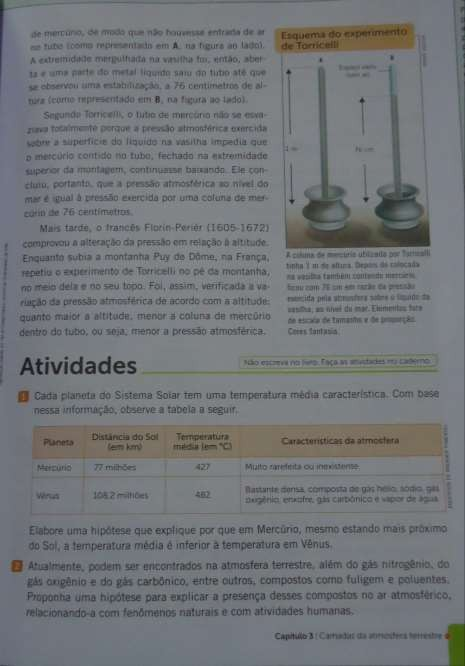 de mercúrio, de modo que não houvesse entrada de ar
no tubo (como representado em A, na figura ao lado).
A extremidade mergulhada na vasilha foi, então, aber-
ta e uma parte do metal líquido saiu do tubo até que
se observou uma estabilização, a 76 centímetros de al-
tura (como representado em B, na figura ao lado).
Segundo Torricelli, o tubo de mercúrio não se esva-
ziava totalmente porque a pressão atmosférica exercida
sobre a superfície do líquido na vasilha impedia que
o mercúrio contido no tubo, fechado na extremidade
superior da montagem, continuasse baixando. Ele con-
cluiu, portanto, que a pressão atmosférica ao nível do
mar é igual à pressão exercida por uma coluna de mer-
cúrio de 76 centímetros.
Mais tarde, o francês Florin-Periér (1605-1672)
comprovou a alteração da pressão em relação à altitude.
Enquanto subia a montanha Puy de Dôme, na França,
repetiu o experimento de Torricelli no pé da montanha,
no meio dela e no seu topo. Foi, assim, verificada a va-
riação da pressão atmosférica de acordo com a altitude:
quanto maior a altitude, menor a coluna de mercúrio
dentro do tubo, ou seja, menor a pressão atmosférica.
Esquema do experimento
de Torricelli
A
B
Espaço vazio
(sem ar)
1 m
76 cm
A coluna de mercúrio utilizada por Torricelli
tinha 1 m de altura. Depois de colocada
na vasilha também contendo mercúrio,
ficou com 76 cm em razão da pressão
exercida pela atmosfera sobre o líquido da
vasilha, ao nível do mar. Elementos fora
de escala de tamanho e de proporção.
Cores fantasia.
Atividades
Não escreva no livro. Faça as atividades no caderno.
1 Cada planeta do Sistema Solar tem uma temperatura média característica. Com base
nessa informação, observe a tabela a seguir.
Planeta
Distância do Sol
(em km)
Temperatura
média (em °C)
Características da atmosfera
Mercúrio
77 milhões
427
Muito rarefeita ou inexistente.
Vênus
108,2 milhões
482
Bastante densa, composta de gás hélio, sódio, gás
oxigênio, enxofre, gás carbônico e vapor de água.
Elabore uma hipótese que explique por que em Mercúrio, mesmo estando mais próximo
do Sol, a temperatura média é inferior à temperatura em Vênus.
2 Atualmente, podem ser encontrados na atmosfera terrestre, além do gás nitrogênio, do
gás oxigênio e do gás carbônico, entre outros, compostos como fuligem e poluentes.
Proponha uma hipótese para explicar a presença desses compostos no ar atmosférico,
relacionando-a com fenômenos naturais e com atividades humanas.
Capítulo 3 | Camadas da atmosfera terrestre